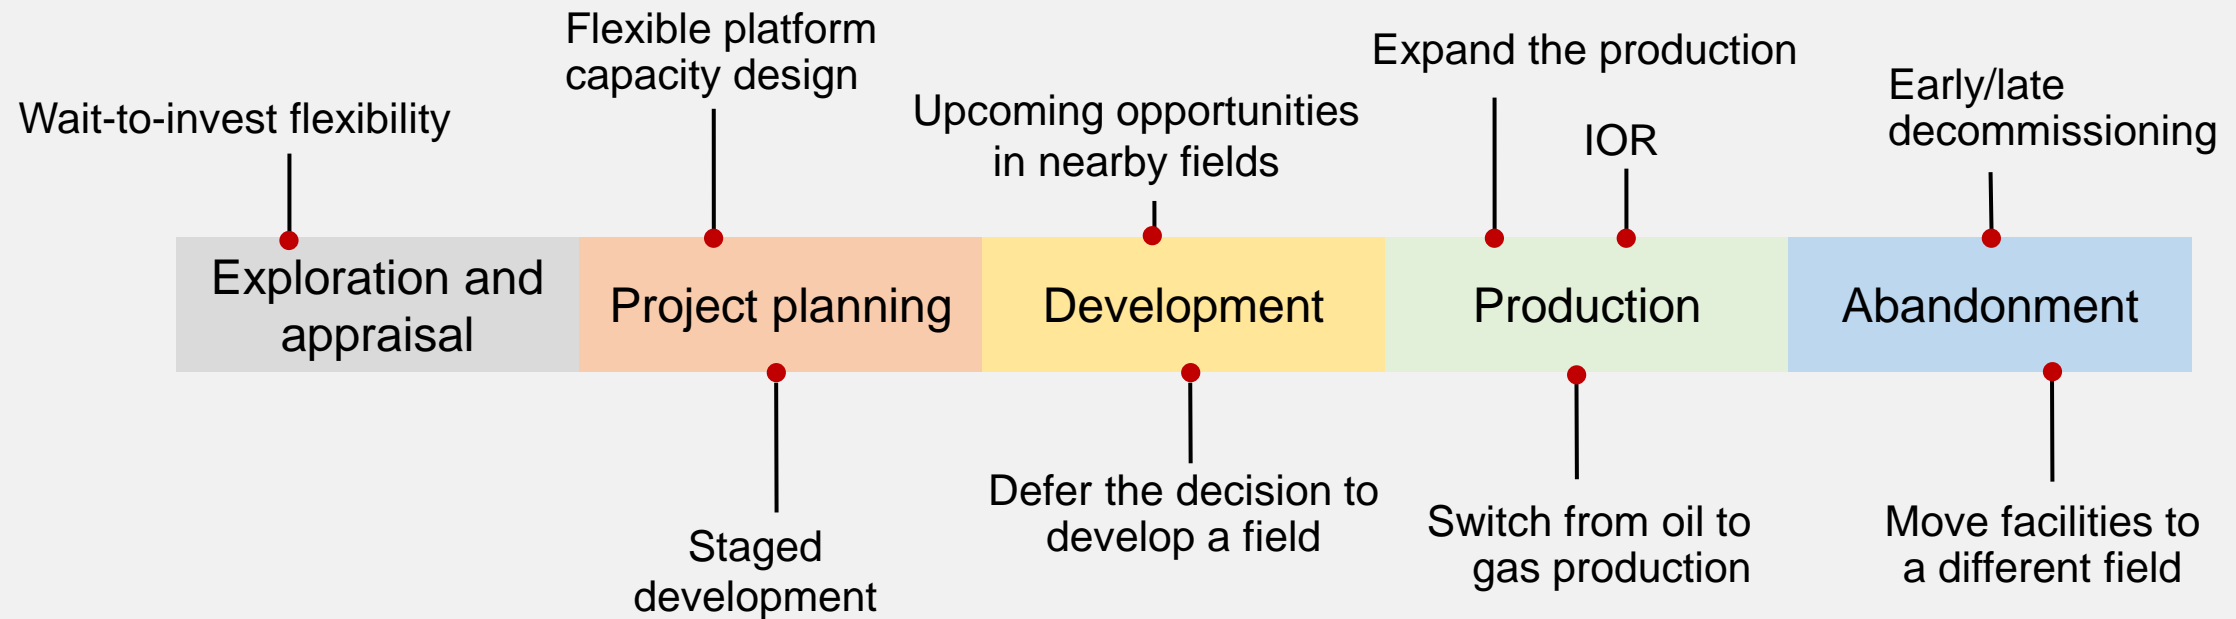 Flexible platform
capacity design
Expand the production
Early/late
decommissioning
Wait-to-invest flexibility
Upcoming opportunities
in nearby fields
IOR
Exploration and
appraisal
Project planning
Development
Production
Abandonment
Staged
development
Defer the decision to
develop a field
Switch from oil to
gas production
Move facilities to
a different field